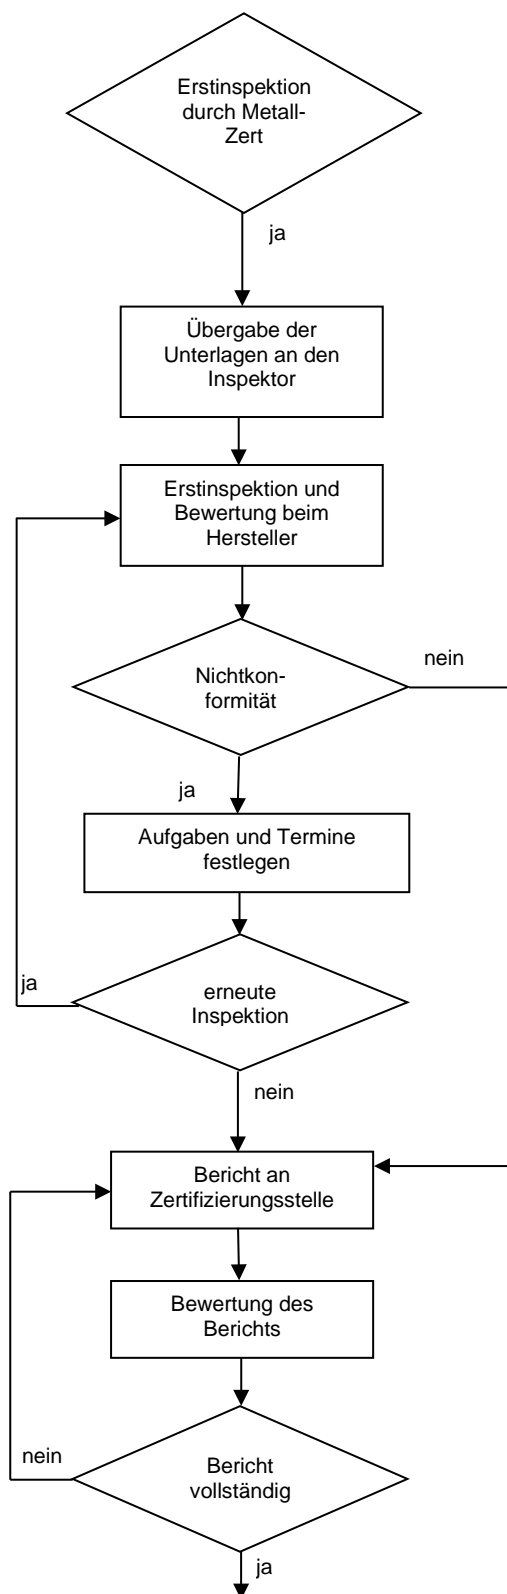 Erstinspektion
durch Metall-
Zert
ja
Übergabe der
Unterlagen an den
Inspektor
Erstinspektion und
Bewertung beim
Hersteller
nein
Nichtkon-
formität
ja
Aufgaben und Termine
festlegen
ja
erneute
Inspektion
nein
Bericht an
Zertifizierungsstelle
Bewertung des
Berichts
nein
Bericht
vollständig
ja